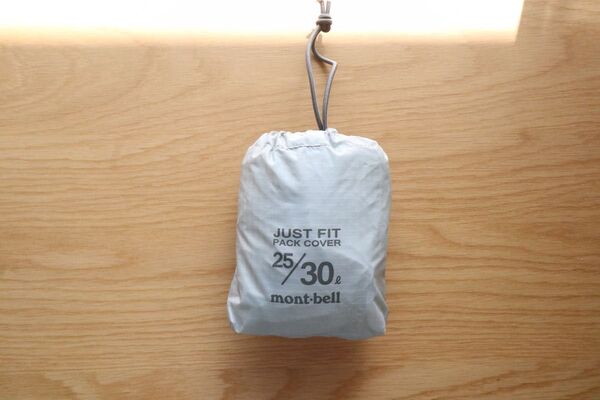 JUST FIT
PACK COVER
25/30ℓ
mont-bell